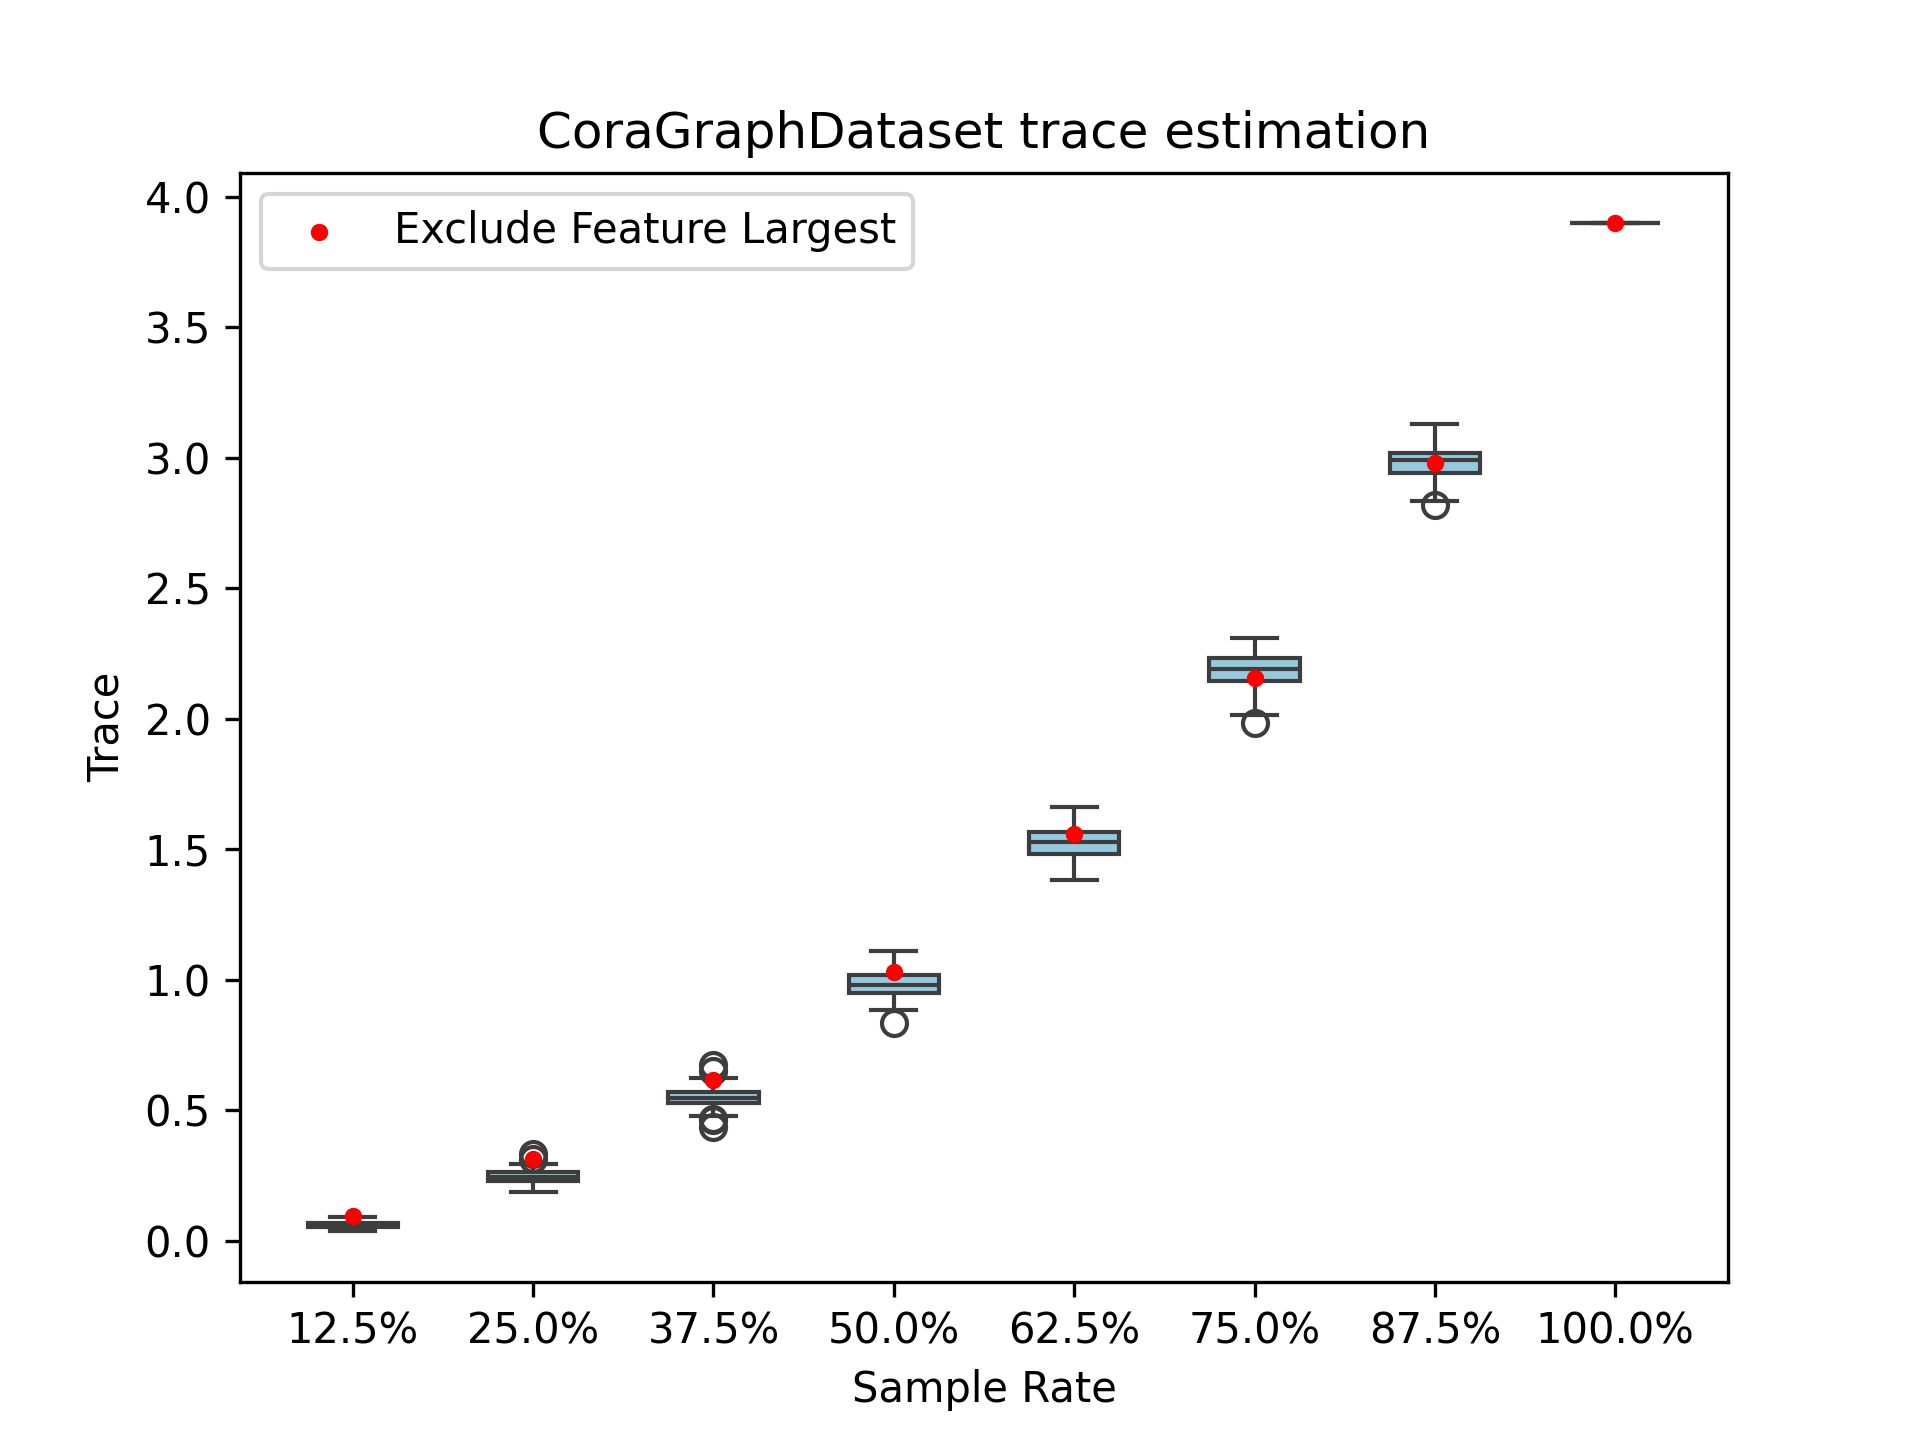 CoraGraphDataset trace estimation
Exclude Feature Largest
4.0
3.5
3.0
2.5
2.0
1.5
1.0
0.5
0.0
Trace
12.5% 25.0% 37.5% 50.0% 62.5% 75.0% 87.5% 100.0%
Sample Rate